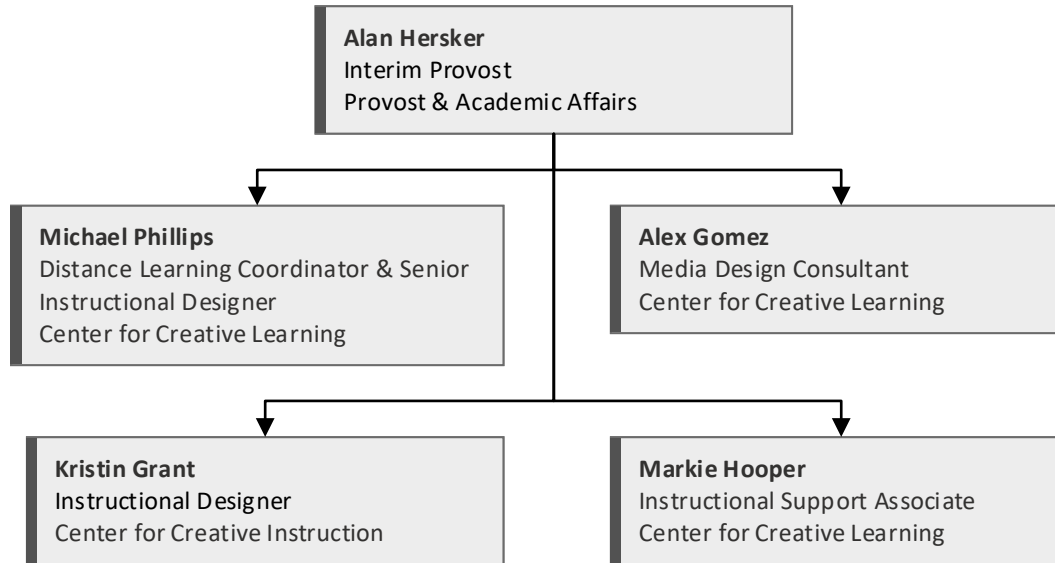 Alan Hersker
Interim Provost
Provost & Academic Affairs
Michael Phillips
Distance Learning Coordinator & Senior
Instructional Designer
Center for Creative Learning
Alex Gomez
Media Design Consultant
Center for Creative Learning
Kristin Grant
Instructional Designer
Center for Creative Instruction
Markie Hooper
Instructional Support Associate
Center for Creative Learning